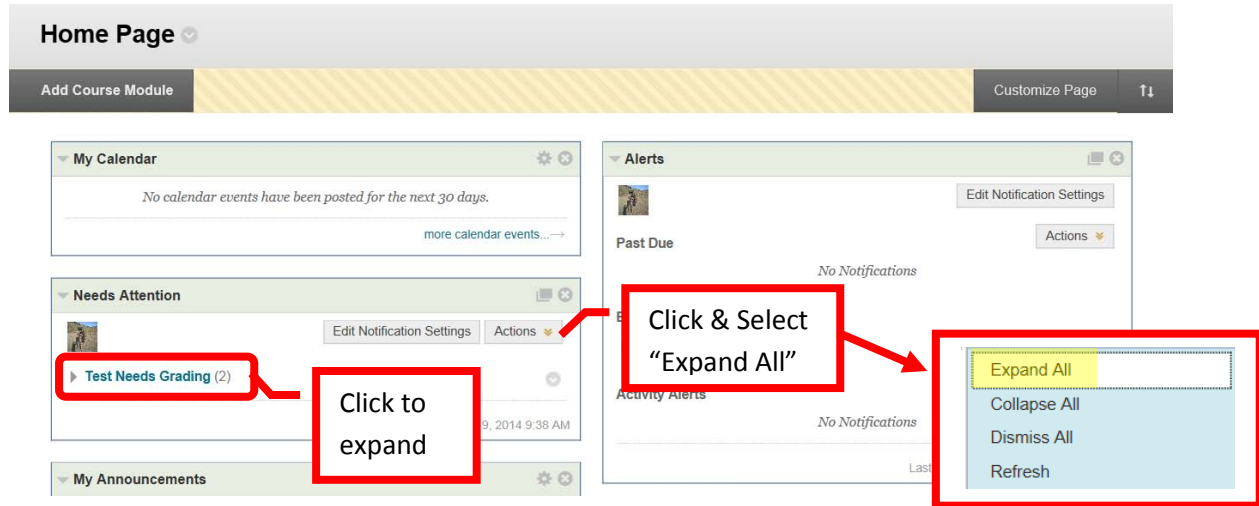 Home Page
Add Course Module
Customize Page
My Calendar
No calendar events have been posted for the next 30 days.
more calendar events...→
Needs Attention
Edit Notification Settings
Actions
Test Needs Grading (2)
Click to
expand
9, 2014 9:38 AM
My Announcements
Alerts
Edit Notification Settings
Actions
Past Due
No Notifications
Click & Select
“Expand All”
Activity Alerts
No Notifications
Last
Expand All
Collapse All
Dismiss All
Refresh